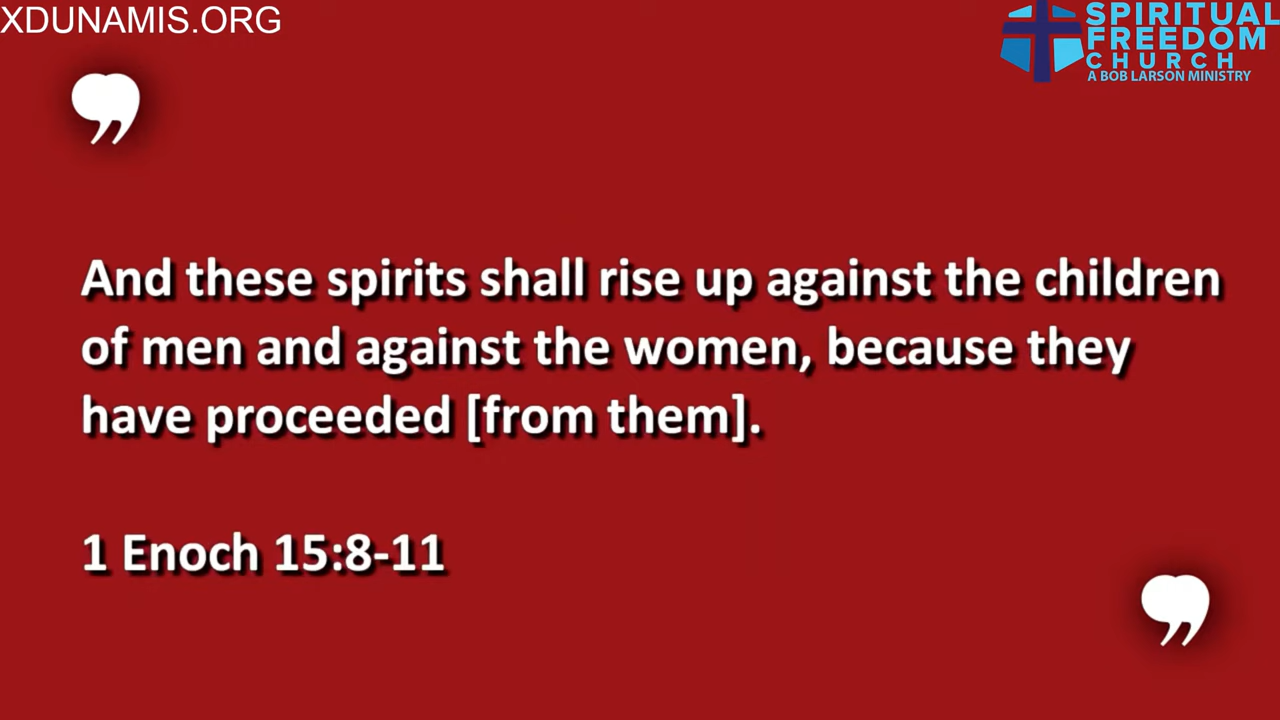 XDUNAMIS.ORG
SPIRITUAL
FREEDOM
CHURCH
A BOB LARSON MINISTRY
And these spirits shall rise up against the children
of men and against the women, because they
have proceeded [from them].
1 Enoch 15:8-11